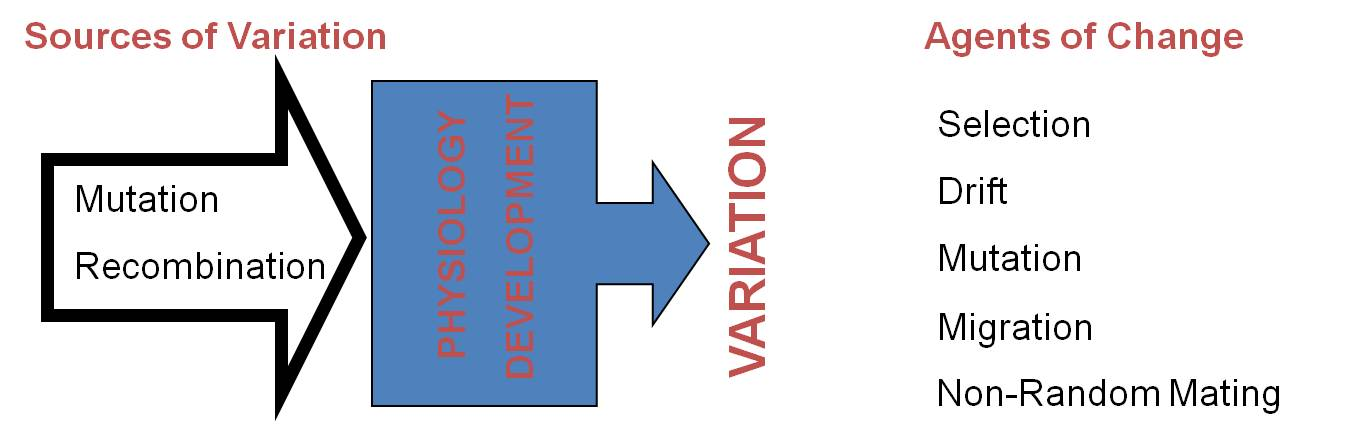 Sources of Variation
Mutation
Recombination
PHYSIOLOGY
DEVELOPMENT
VARIATION
Agents of Change
Selection
Drift
Mutation
Migration
Non-Random Mating